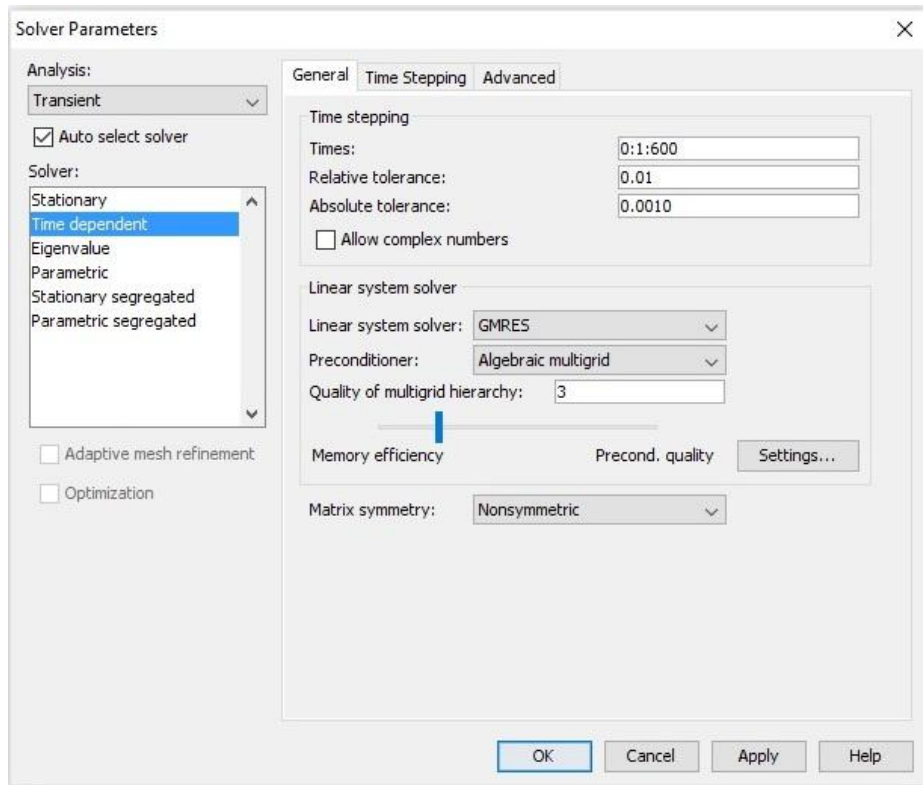 Solver Parameters
Analysis:
Transient
Auto select solver
Solver:
Stationary
Time dependent
Eigenvalue
Parametric
Stationary segregated
Parametric segregated
Adaptive mesh refinement
Optimization
General Time Stepping Advanced
Time stepping
Times: 0:1:600
Relative tolerance: 0.01
Absolute tolerance: 0.0010
Allow complex numbers
Linear system solver
Linear system solver: GMRES
Preconditioner: Algebraic multigrid
Quality of multigrid hierarchy: 3
Memory efficiency Precond. quality Settings...
Matrix symmetry: Nonsymmetric
OK Cancel Apply Help